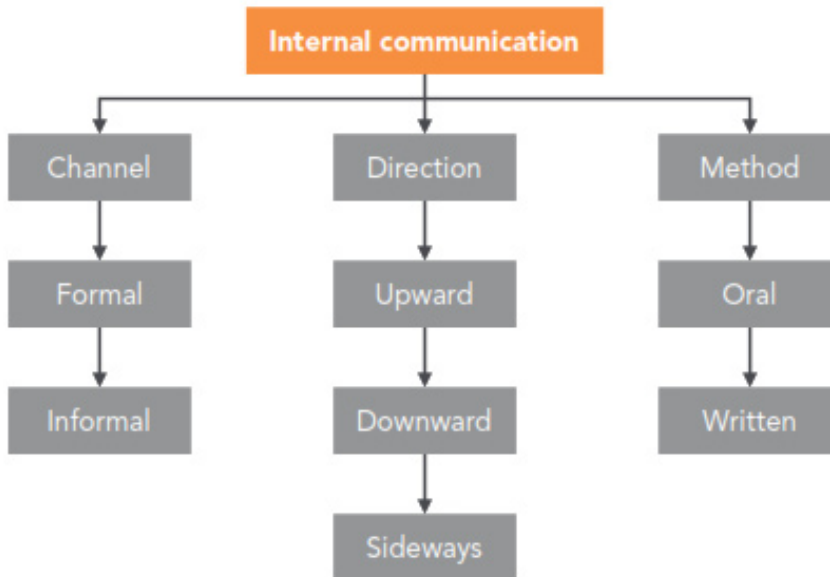 Internal communication
Channel
Direction
Method
Formal
Upward
Oral
Informal
Downward
Written
Sideways